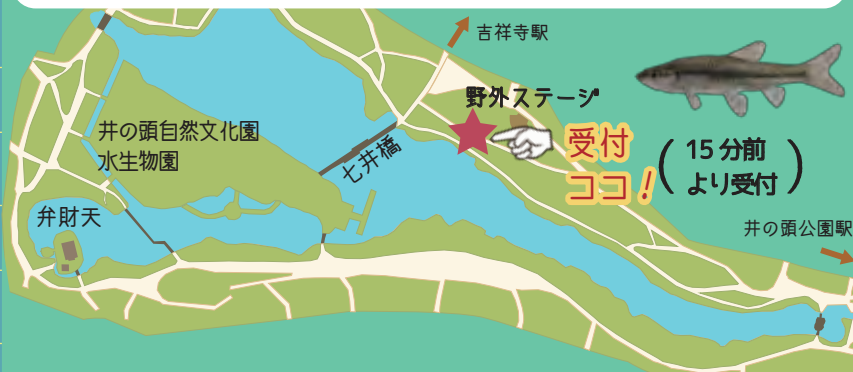 吉祥寺駅
野外ステージ
井の頭自然文化園
水生物園
七井橋
受付
ココ!
(15分前
より受付)
弁財天
井の頭公園駅